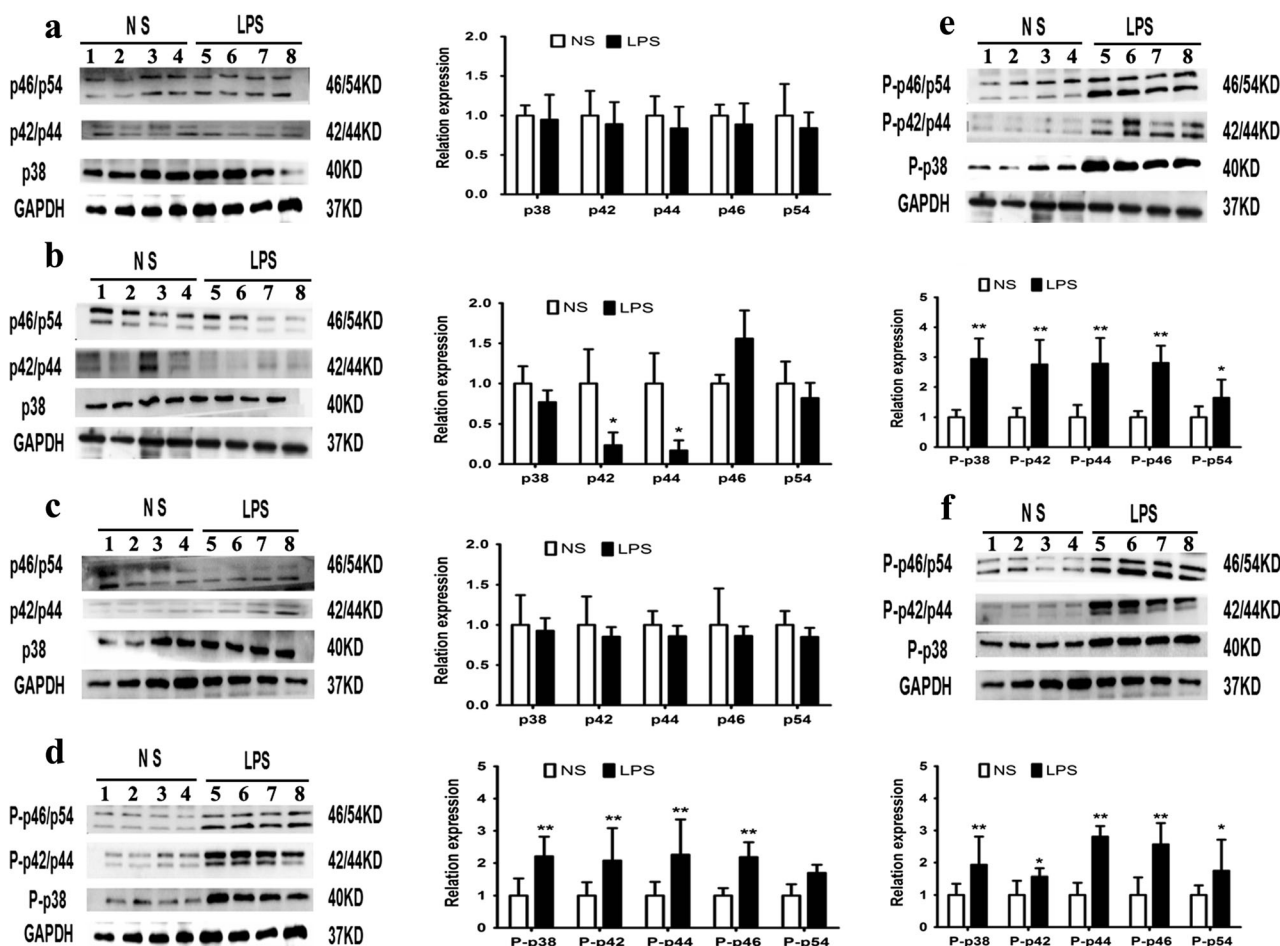 a
N S LPS
1 2 3 4 5 6 7 8
p46/p54 46/54KD
p42/p44 42/44KD
p38 40KD
GAPDH 37KD
NS LPS
Relation expression
2.0
1.5
1.0
0.5
0.0
p38 p42 p44 p46 p54
b
N S LPS
1 2 3 4 5 6 7 8
p46/p54 46/54KD
p42/p44 42/44KD
p38 40KD
GAPDH 37KD
NS LPS
Relation expression
2.0
1.5
1.0
0.5
0.0
* *
p38 p42 p44 p46 p54
c
N S LPS
1 2 3 4 5 6 7 8
p46/p54 46/54KD
p42/p44 42/44KD
p38 40KD
GAPDH 37KD
NS LPS
Relation expression
2.0
1.5
1.0
0.5
0.0
p38 p42 p44 p46 p54
d
N S LPS
1 2 3 4 5 6 7 8
P-p46/p54 46/54KD
P-p42/p44 42/44KD
P-p38 40KD
GAPDH 37KD
NS LPS
Relation expression
5
4
3
2
1
0
** ** ** **
P-p38 P-p42 P-p44 P-p46 P-p54
e
N S LPS
1 2 3 4 5 6 7 8
P-p46/p54 46/54KD
P-p42/p44 42/44KD
P-p38 40KD
GAPDH 37KD
NS LPS
Relation expression
5
4
3
2
1
0
** ** ** ** *
P-p38 P-p42 P-p44 P-p46 P-p54
f
N S LPS
1 2 3 4 5 6 7 8
P-p46/p54 46/54KD
P-p42/p44 42/44KD
P-p38 40KD
GAPDH 37KD
NS LPS
Relation expression
5
4
3
2
1
0
** * ** ** *
P-p38 P-p42 P-p44 P-p46 P-p54